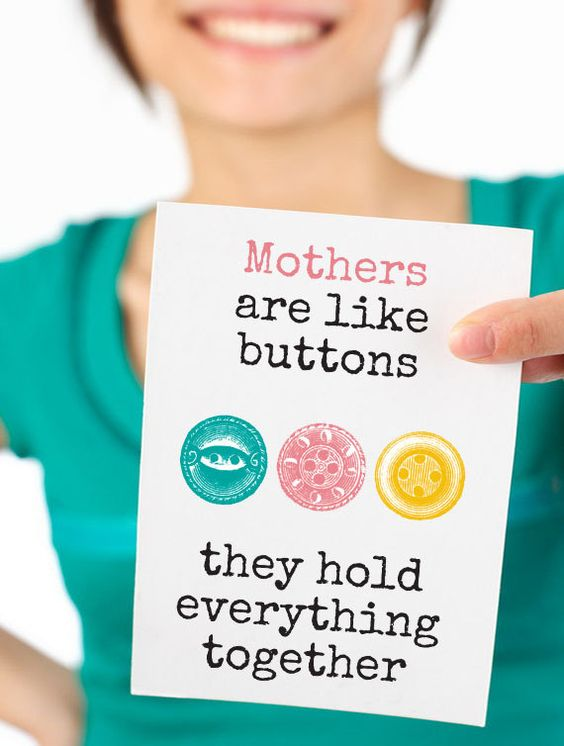 Mothers
are like
buttons
they hold
everything
together